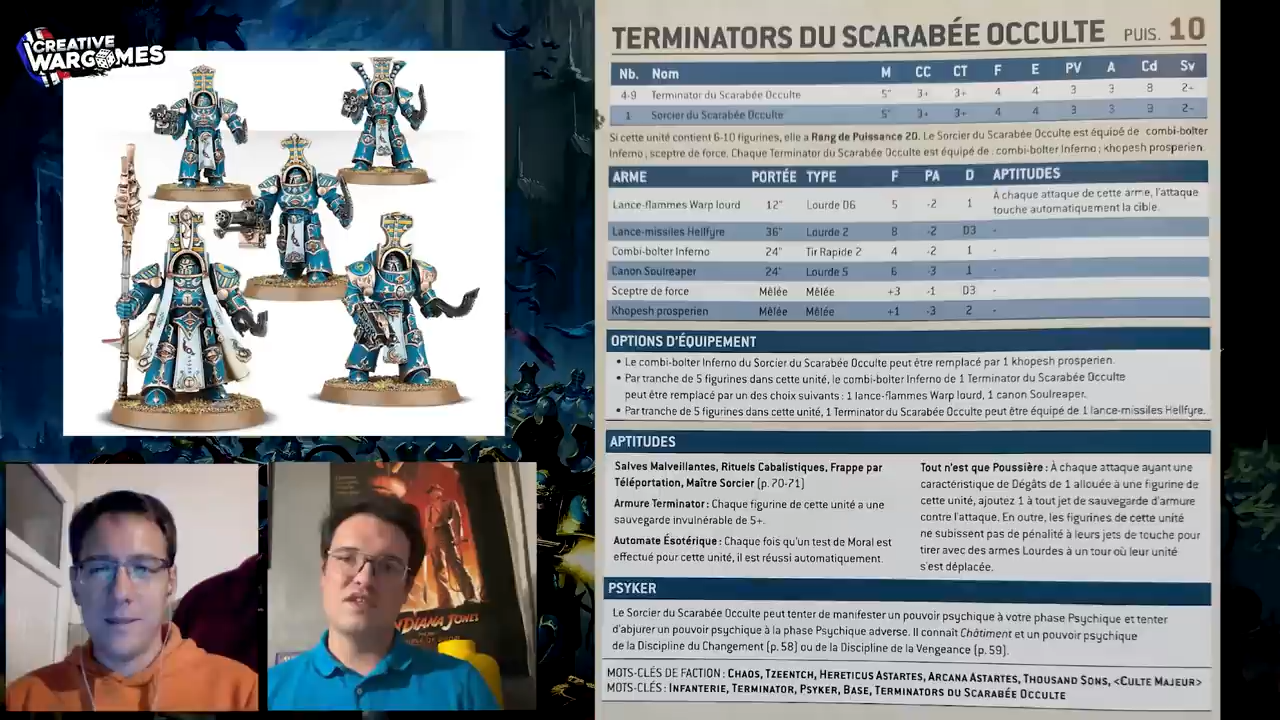 CREATIVE
WARGAMES
TERMINATORS DU SCARABÉE OCCULTE PUIS. 10
Nb. Nom M CC CT F E PV A Cd Sv
4-9 Terminator du Scarabée Occulte 5" 3+ 3+ 4 4 3 3 8 2+
1 Sorcier du Scarabée Occulte 5" 3+ 3+ 4 4 3 3 9 2+
Si cette unité contient 6-10 figurines, elle a Rang de Puissance 20. Le Sorcier du Scarabée Occulte est équipé de combi-bolter
Inferno ; sceptre de force. Chaque Terminator du Scarabée Occulte est équipé de : combi-bolter Inferno ; khopesh prosperien.
ARME PORTÉE TYPE F PA D APTITUDES
Lance-flammes Warp lourd 12" Lourde D6 5 -2 1 À chaque attaque de cette arme, l'attaque
touche automatiquement la cible.
Lance-missiles Hellfyre 36" Lourde 2 8 -2 D3 -
Combi-bolter Inferno 24" Tir Rapide 2 4 -2 1 -
Canon Soulreaper 24" Lourde 5 6 -3 1 -
Sceptre de force Mêlée Mêlée +3 -1 D3 -
Khopesh prosperien Mêlée Mêlée +1 -3 2 -
OPTIONS D'ÉQUIPEMENT
• Le combi-bolter Inferno du Sorcier du Scarabée Occulte peut être remplacé par 1 khopesh prosperien.
• Par tranche de 5 figurines dans cette unité, le combi-bolter Inferno de 1 Terminator du Scarabée Occulte
peut être remplacé par un des choix suivants : 1 lance-flammes Warp lourd, 1 canon Soulreaper.
• Par tranche de 5 figurines dans cette unité, 1 Terminator du Scarabée Occulte peut être équipé de 1 lance-missiles Hellfyre.
APTITUDES
Salves Malveillantes, Rituels Cabalistiques, Frappe par
Téléportation, Maître Sorcier (p. 70-71)
Armure Terminator : Chaque figurine de cette unité a une
sauvegarde invulnérable de 5+.
Automate Ésotérique : Chaque fois qu'un test de Moral est
effectué pour cette unité, il est réussi automatiquement.
Tout n'est que Poussière : À chaque attaque ayant une
caractéristique de Dégâts de 1 allouée à une figurine de
cette unité, ajoutez 1 à tout jet de sauvegarde d'armure
contre l'attaque. En outre, les figurines de cette unité
ne subissent pas de pénalité à leurs jets de touche pour
tirer avec des armes Lourdes à un tour où leur unité
s'est déplacée.
PSYKER
Le Sorcier du Scarabée Occulte peut tenter de manifester un pouvoir psychique à votre phase Psychique et tenter
d'abjurer un pouvoir psychique à la phase Psychique adverse. Il connaît Châtiment et un pouvoir psychique
de la Discipline du Changement (p. 58) ou de la Discipline de la Vengeance (p. 59).
MOTS-CLÉS DE FACTION : CHAOS, TZEENTCH, HERETICUS ASTARTES, ARCANA ASTARTES, THOUSAND SONS, <CULTE MAJEUR>
MOTS-CLÉS : INFANTERIE, TERMINATOR, PSYKER, BASE, TERMINATORS DU SCARABÉE OCCULTE
INDIANA JONES